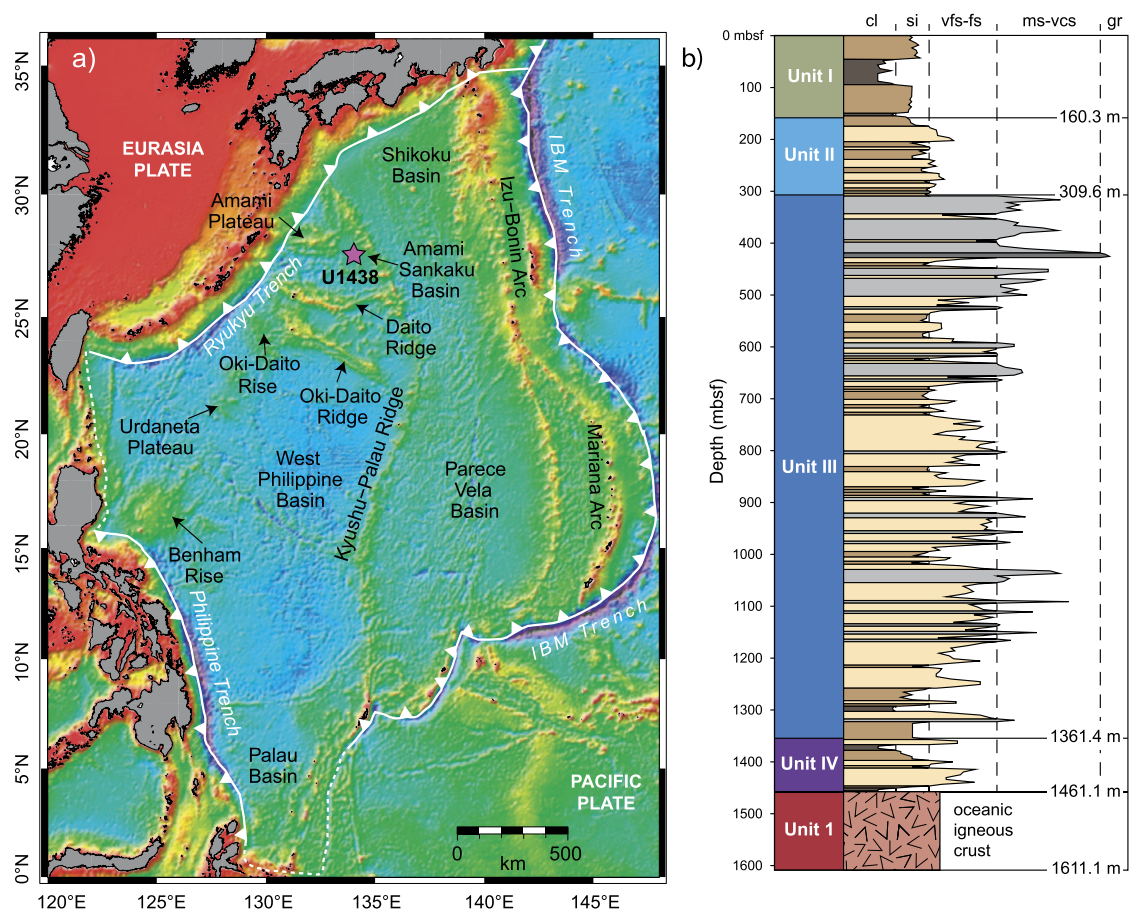 a)
35°N
30°N
25°N
20°N
15°N
10°N
5°N
0°N
120°E
125°E
130°E
135°E
140°E
145°E
EURASIA
PLATE
Shikoku
Basin
IBM Trench
Izu-Bonin Arc
Amami
Plateau
U1438
Amami
Sankaku
Basin
Ryukyu Trench
Daito
Ridge
Oki-Daito
Rise
Oki-Daito
Ridge
Urdaneta
Plateau
Kyushu-Palau Ridge
West
Philippine
Basin
Parece
Vela
Basin
Mariana Arc
Benham
Rise
Philippine Trench
IBM Trench
Palau
Basin
PACIFIC
PLATE
0
500
km
b)
cl
si
vfs-fs
ms-vcs
gr
0 mbsf
100
200
300
400
500
600
700
800
900
1000
1100
1200
1300
1400
1500
1600
Depth (mbsf)
Unit I
160.3 m
Unit II
309.6 m
Unit III
1361.4 m
Unit IV
1461.1 m
Unit 1
oceanic
igneous
crust
1611.1 m